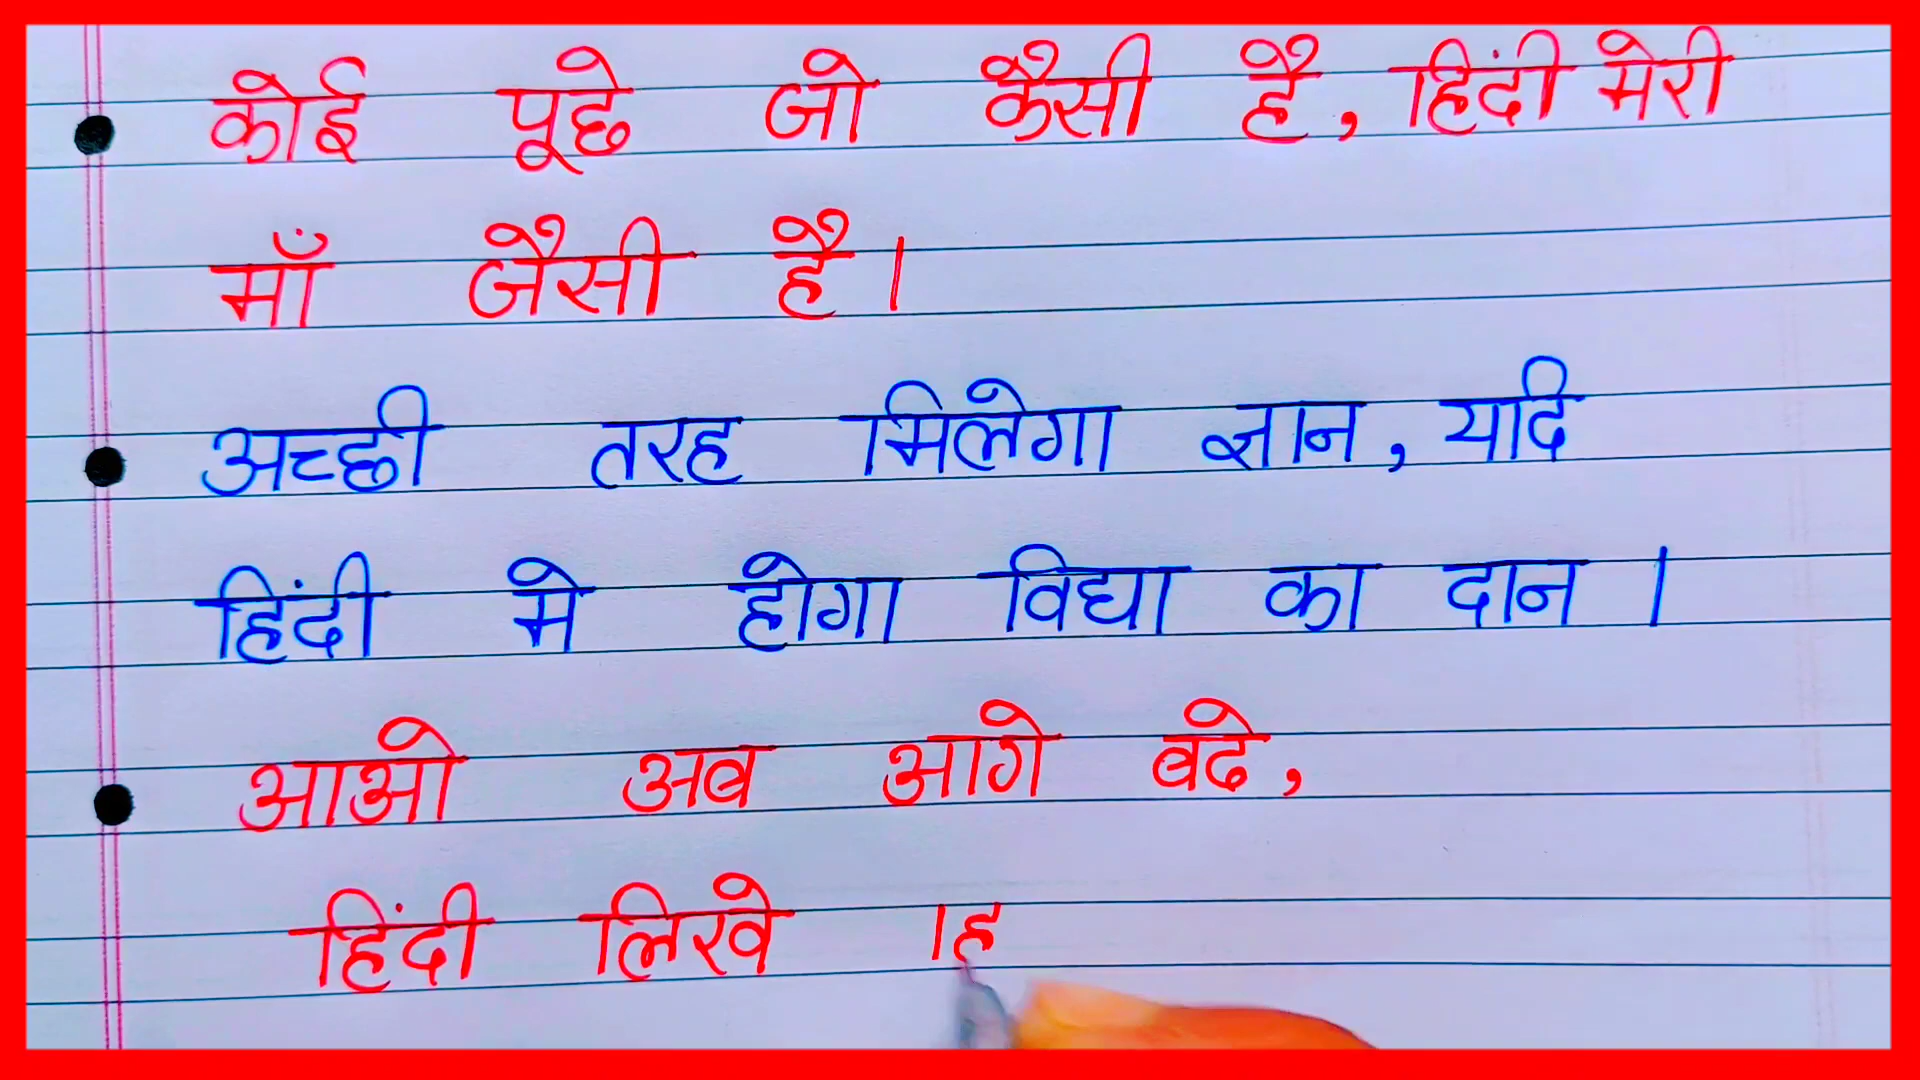 कोई पूछे जो कैसी है, हिंदी मेरी
माँ जैसी है।
अच्छी तरह मिलेगा ज्ञान, यदि
हिंदी मे होगा विद्या का दान ।
आओ अब आगे बढे,
हिंदी लिखे